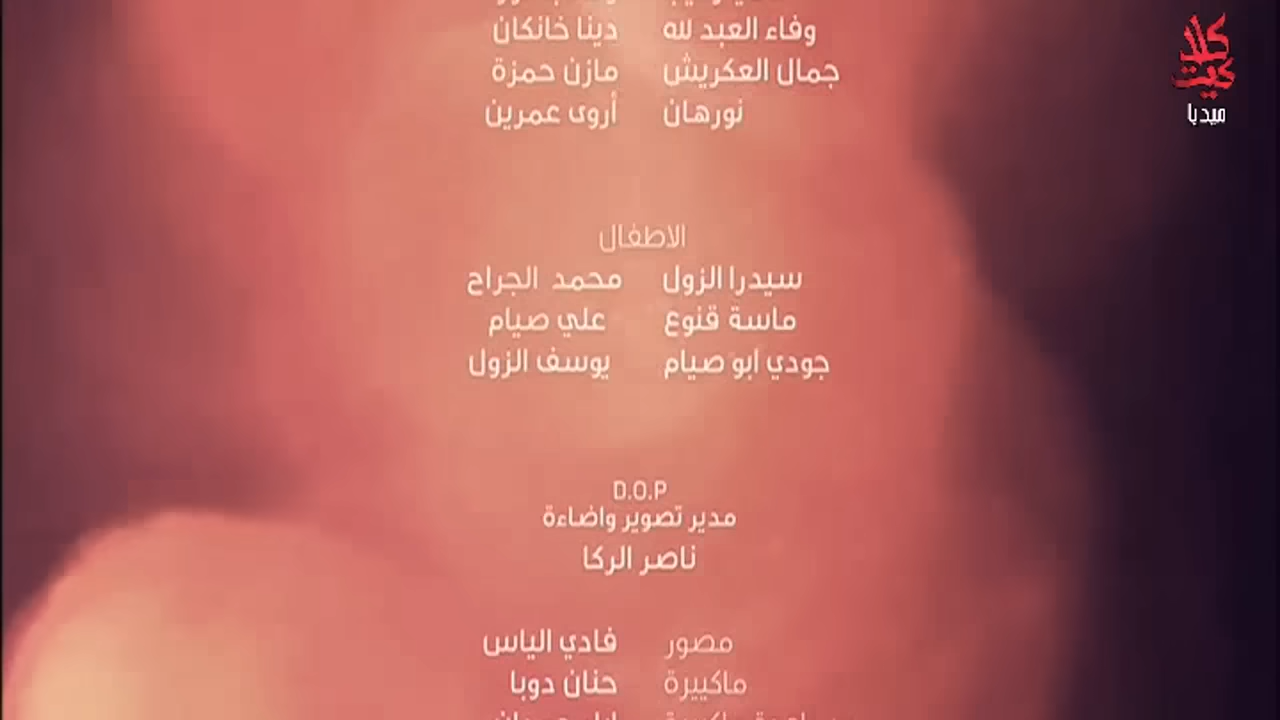 كلاكيت
ميديا
وفاء العبد لله دينا خانكان
جمال العكريش مازن حمزة
نورهان أروى عمرين
الاطفال
سيدرا الزول محمد الجراح
ماسة قنوع علي صيام
جودي ابو صيام يوسف الزول
D.O.P
مدير تصوير واضاءة
ناصر الركا
مصور فادي الياس
ماكييرة حنان دوبا